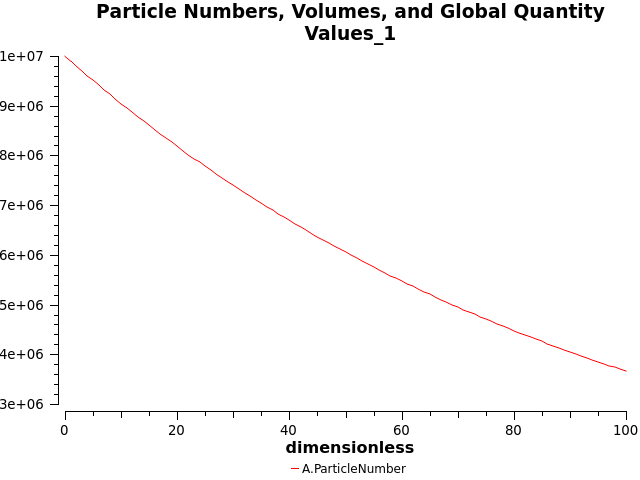 Particle Numbers, Volumes, and Global Quantity
Values_1
1e+07
9e+06
8e+06
7e+06
6e+06
5e+06
4e+06
3e+06
0 20 40 60 80 100
dimensionless
A.ParticleNumber